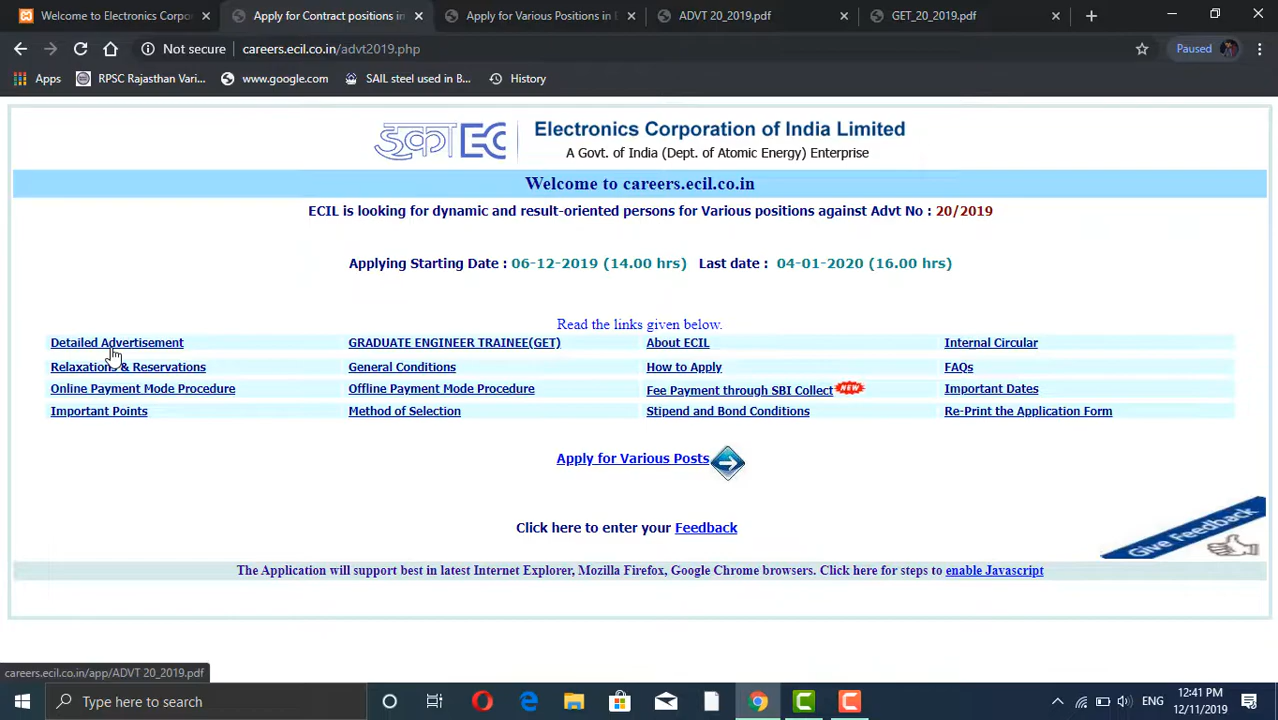 Welcome to Electronics Corpo
Apply for Contract positions in
Apply for Various Positions in E
ADVT 20_2019.pdf
GET_20_2019.pdf
Not secure
careers.ecil.co.in/advt2019.php
Paused
Apps
RPSC Rajasthan Vari...
www.google.com
SAIL steel used in B...
History
इका EC
Electronics Corporation of India Limited
A Govt. of India (Dept. of Atomic Energy) Enterprise
Welcome to careers.ecil.co.in
ECIL is looking for dynamic and result-oriented persons for Various positions against Advt No : 20/2019
Applying Starting Date : 06-12-2019 (14.00 hrs) Last date : 04-01-2020 (16.00 hrs)
Read the links given below.
Detailed Advertisement GRADUATE ENGINEER TRAINEE(GET) About ECIL Internal Circular
Relaxations & Reservations General Conditions How to Apply FAQs
Online Payment Mode Procedure Offline Payment Mode Procedure Fee Payment through SBI Collect NEW Important Dates
Important Points Method of Selection Stipend and Bond Conditions Re-Print the Application Form
Apply for Various Posts
Click here to enter your Feedback
Give Feedback
The Application will support best in latest Internet Explorer, Mozilla Firefox, Google Chrome browsers. Click here for steps to enable Javascript
careers.ecil.co.in/app/ADVT 20_2019.pdf
Type here to search
ENG
12:41 PM
12/11/2019